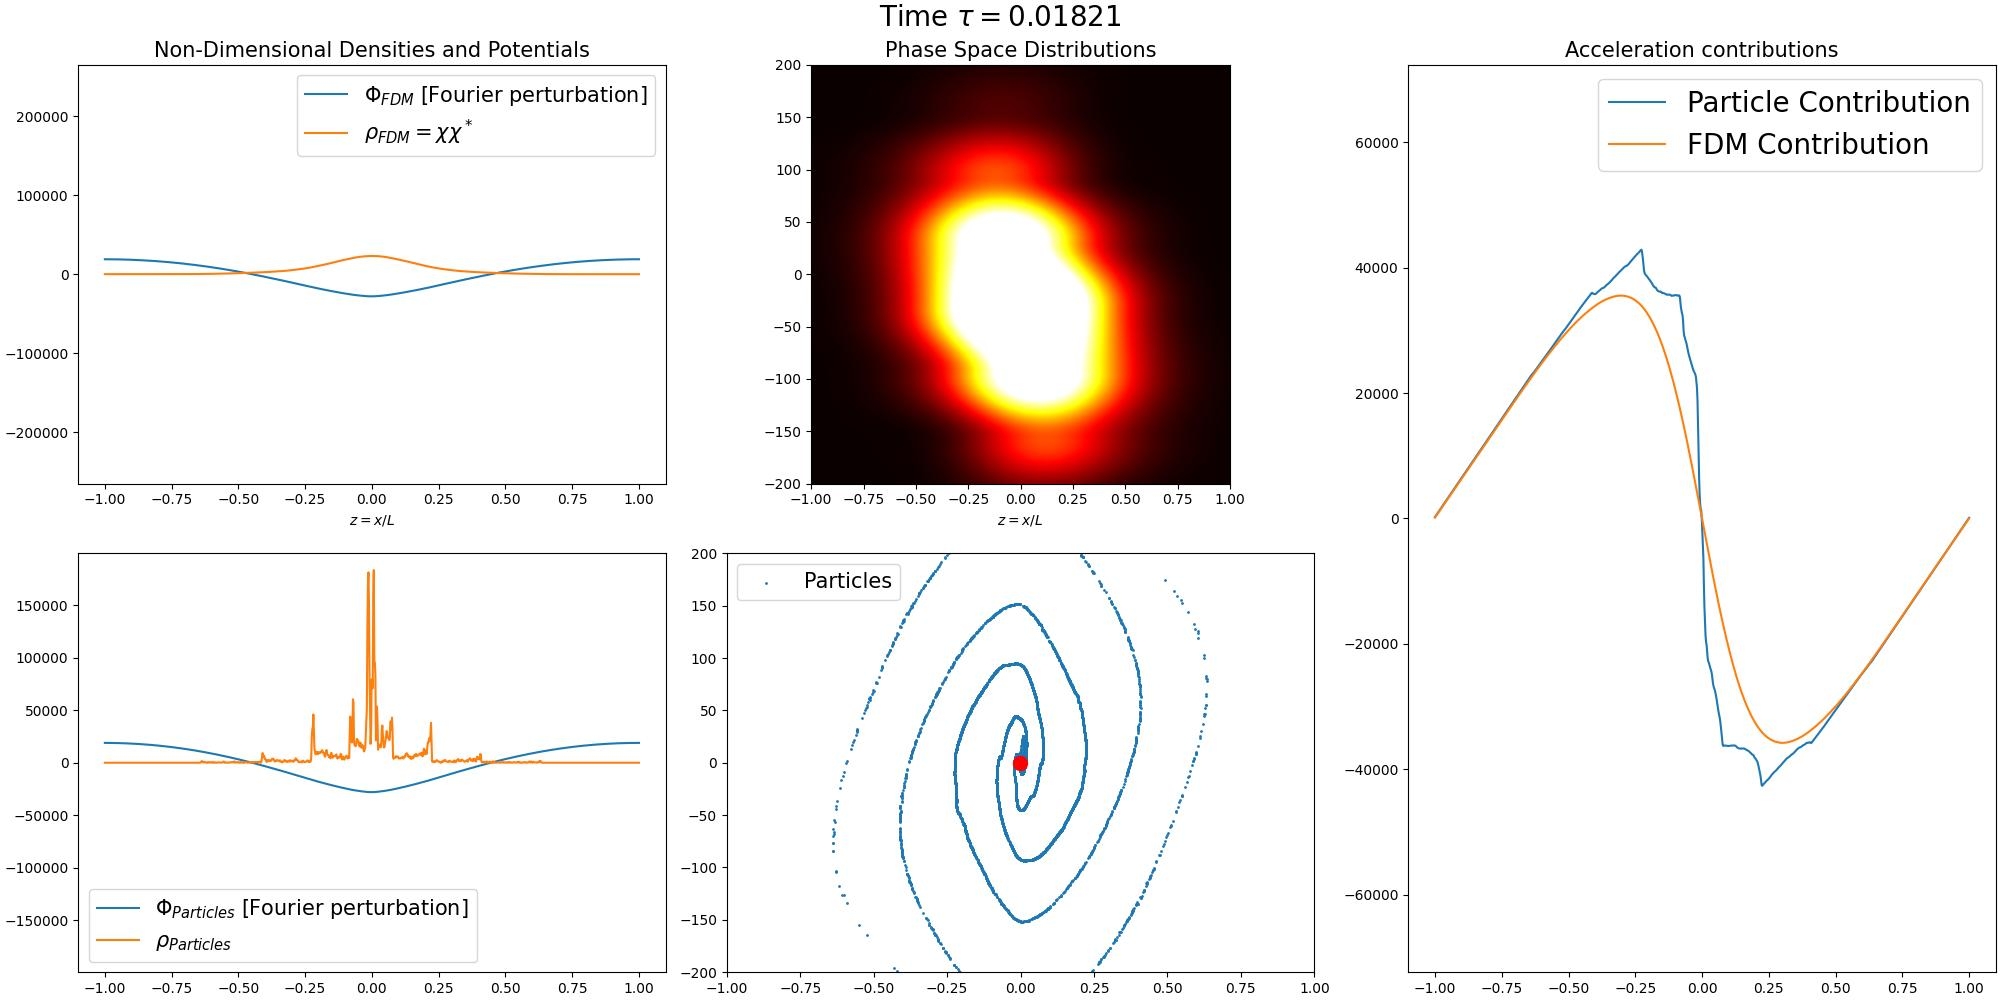 Time τ = 0.01821
Non-Dimensional Densities and Potentials
Φ_FDM [Fourier perturbation]
ρ_FDM = χχ*
200000
100000
0
−100000
−200000
−1.00 −0.75 −0.50 −0.25 0.00 0.25 0.50 0.75 1.00
z = x/L
Phase Space Distributions
200
150
100
50
0
−50
−100
−150
−200
−1.00 −0.75 −0.50 −0.25 0.00 0.25 0.50 0.75 1.00
z = x/L
Acceleration contributions
Particle Contribution
FDM Contribution
60000
40000
20000
0
−20000
−40000
−60000
−1.00 −0.75 −0.50 −0.25 0.00 0.25 0.50 0.75 1.00
150000
100000
50000
0
−50000
−100000
−150000
Φ_Particles [Fourier perturbation]
ρ_Particles
−1.00 −0.75 −0.50 −0.25 0.00 0.25 0.50 0.75 1.00
Particles
200
150
100
50
0
−50
−100
−150
−200
−1.00 −0.75 −0.50 −0.25 0.00 0.25 0.50 0.75 1.00